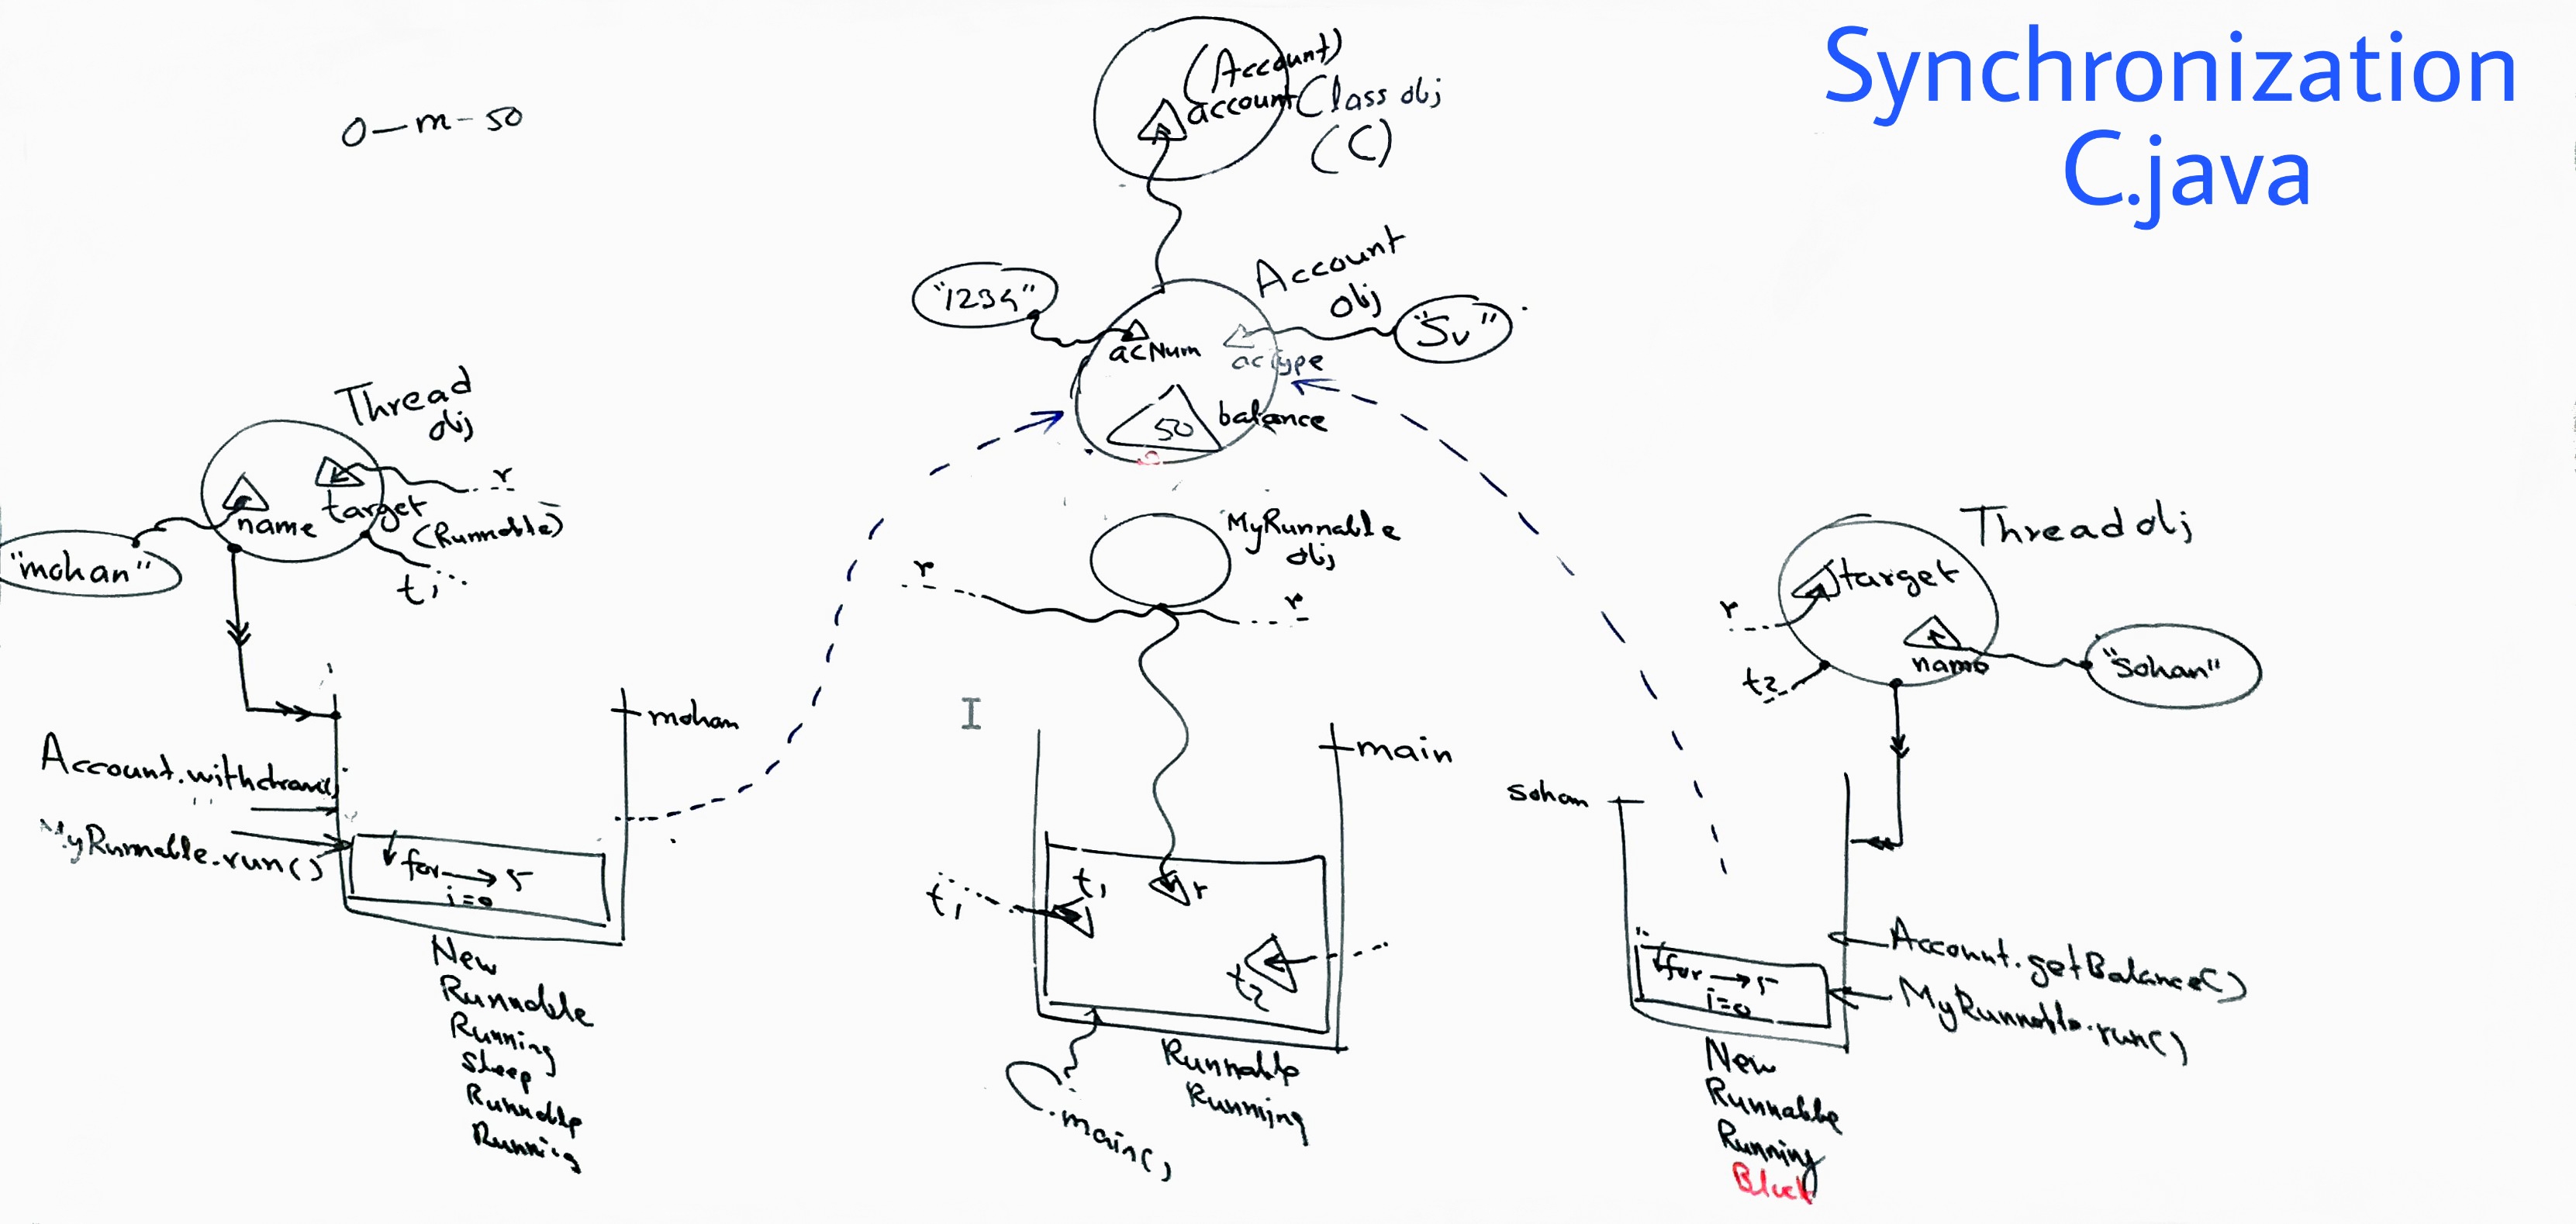 Synchronization
C.java
0-m-50
(Account)
account
Class obj
(C)
Account
obj
"1234"
acNum
"Sv"
actype
50
balance
Thread
obj
r
target
name
(Runnable)
"mohan"
t1
mohan
Account.withdraw()
MyRunnable.run()
for→5
i=0
New
Runnable
Running
Sleep
Runnable
Running
MyRunnable
obj
r
r
I
main
t1
t1
r
t2
C.main()
Runnable
Running
Thread obj
target
r
name
t2
"sohan"
sohan
for→5
i=0
Account.getBalance()
MyRunnable.run()
New
Runnable
Running
Block